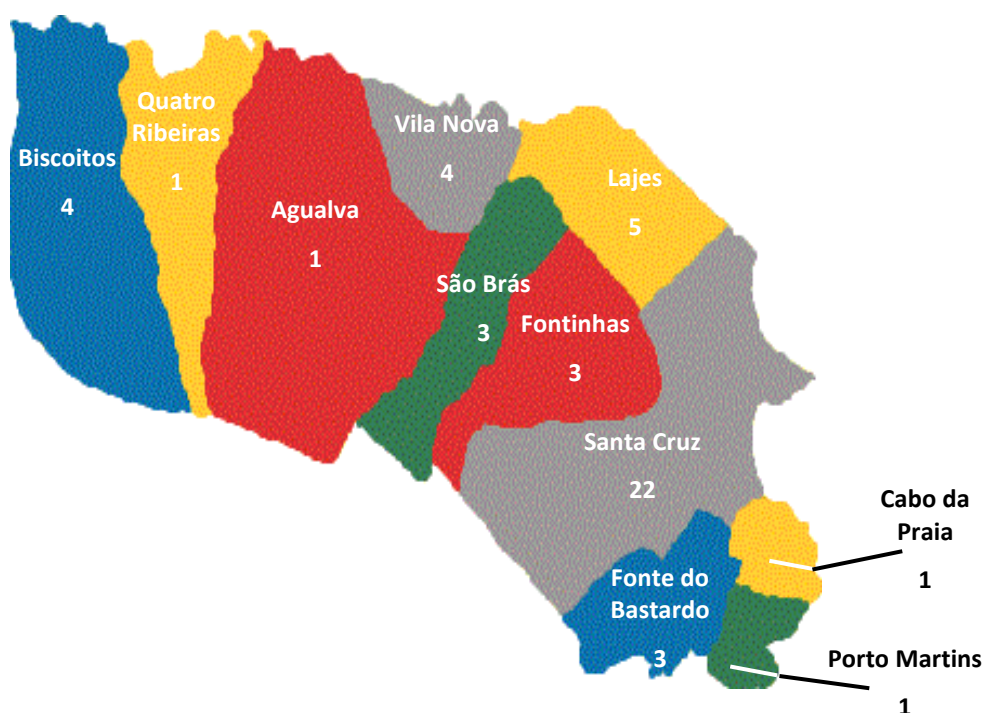 Biscoitos
4
Quatro
Ribeiras
1
Agualva
1
Vila Nova
4
São Brás
3
Lajes
5
Fontinhas
3
Santa Cruz
22
Cabo da
Praia
1
Fonte do
Bastardo
3
Porto Martins
1